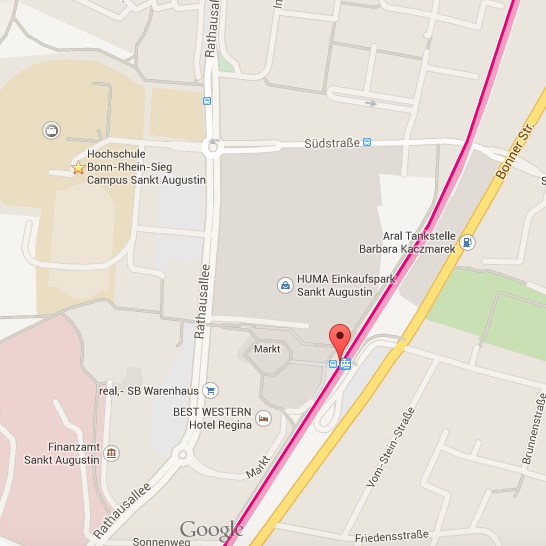 Rathausallee
In
Südstraße
Bonner Str.
Hochschule
Bonn-Rhein-Sieg
Campus Sankt Augustin
S
Aral Tankstelle
Barbara Kaczmarek
HUMA Einkaufspark
Sankt Augustin
Rathausallee
Markt
real,- SB Warenhaus
BEST WESTERN
Hotel Regina
Brunnenstraße
Vom-Stein-Straße
Finanzamt
Sankt Augustin
Markt
Rathausallee
Google
Sonnenweg
Friedensstraße